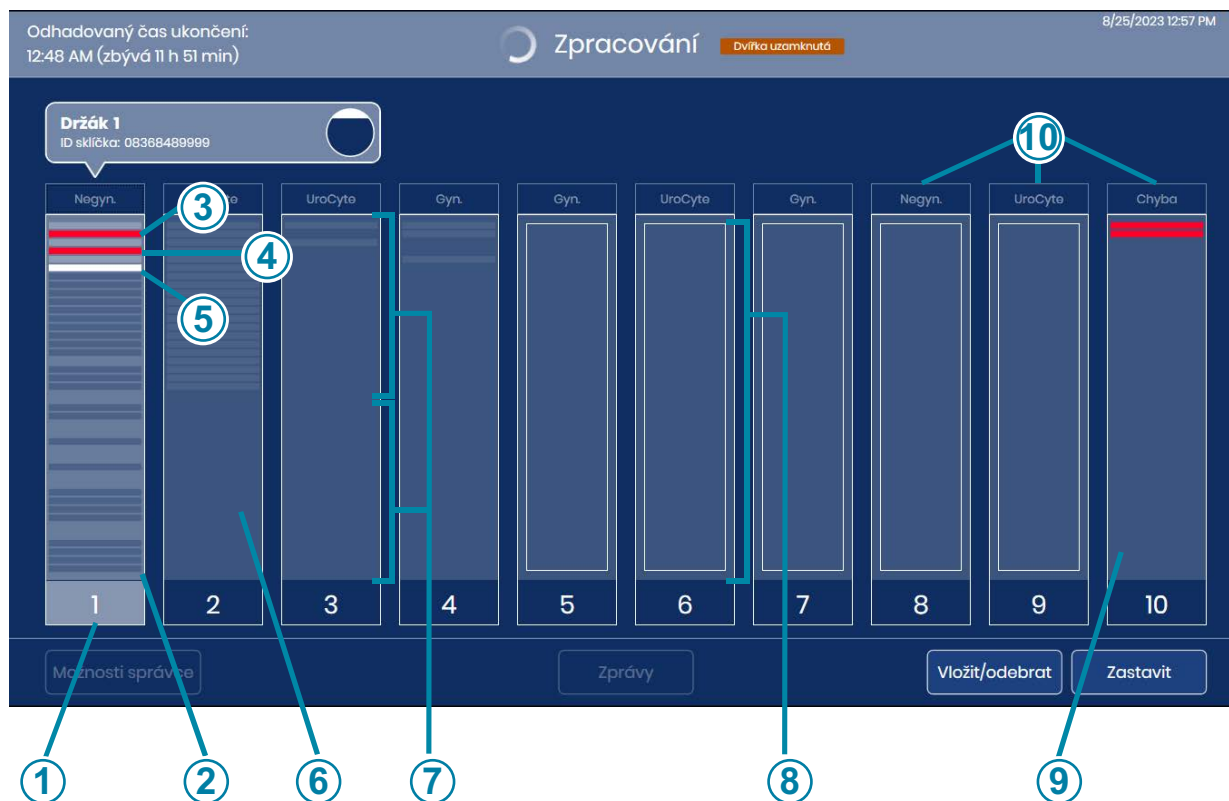 Odhadovaný čas ukončení:
12:48 AM (zbývá 11 h 51 min)
Zpracování
Dvířka uzamknutá
8/25/2023 12:57 PM
Držák 1
ID sklíčka: 08368489999
10
Negyn.
UroCyte
Gyn.
Gyn.
UroCyte
Gyn.
Negyn.
UroCyte
Chyba
3
4
5
1
2
3
4
5
6
7
8
9
10
Možnosti správce
Zprávy
Vložit/odebrat
Zastavit
1
2
6
7
8
9